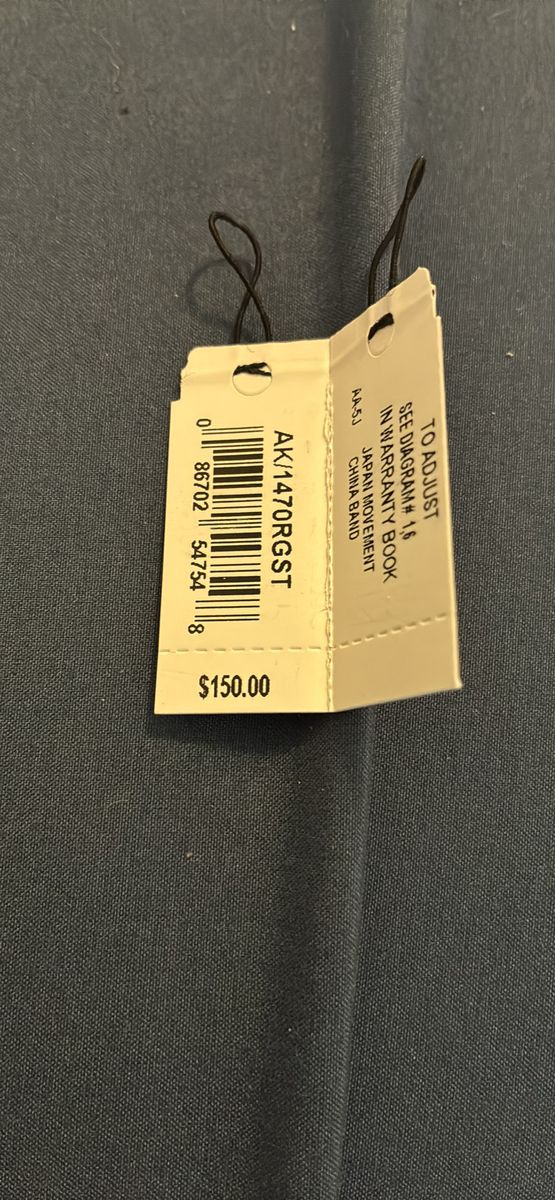 AK/1470RGST
0 86702 54754 8
$150.00
TO ADJUST
SEE DIAGRAM# 1,6
IN WARRANTY BOOK
JAPAN MOVEMENT
CHINA BAND
AA-5J